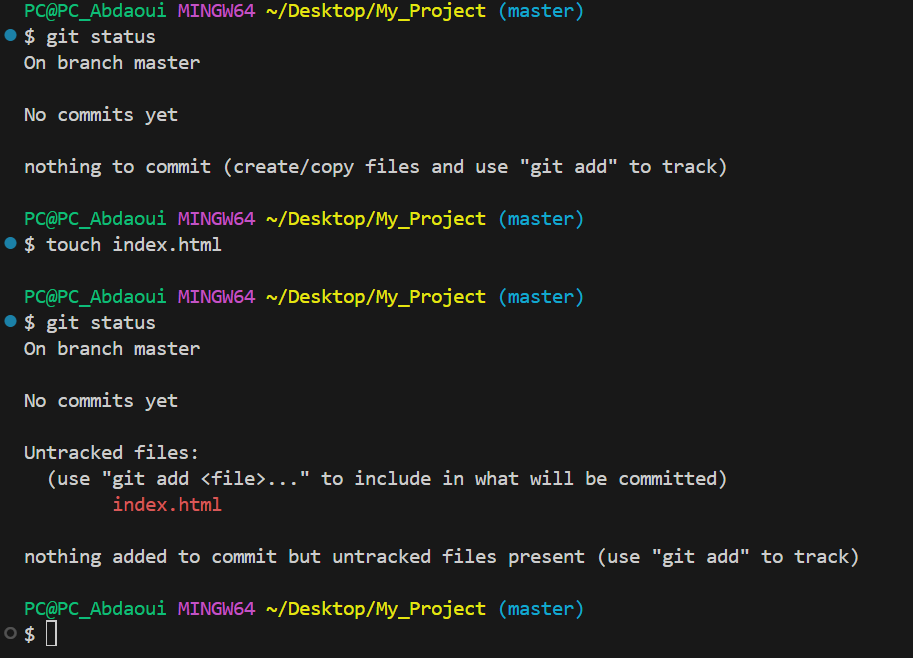 PC@PC_Abdaoui MINGW64 ~/Desktop/My_Project (master)
$ git status
On branch master
No commits yet
nothing to commit (create/copy files and use "git add" to track)
PC@PC_Abdaoui MINGW64 ~/Desktop/My_Project (master)
$ touch index.html
PC@PC_Abdaoui MINGW64 ~/Desktop/My_Project (master)
$ git status
On branch master
No commits yet
Untracked files:
  (use "git add <file>..." to include in what will be committed)
        index.html
nothing added to commit but untracked files present (use "git add" to track)
PC@PC_Abdaoui MINGW64 ~/Desktop/My_Project (master)
$